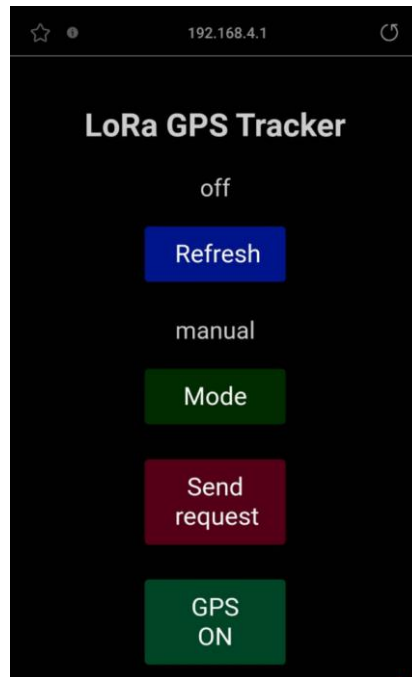 192.168.4.1
LoRa GPS Tracker
off
Refresh
manual
Mode
Send
request
GPS
ON